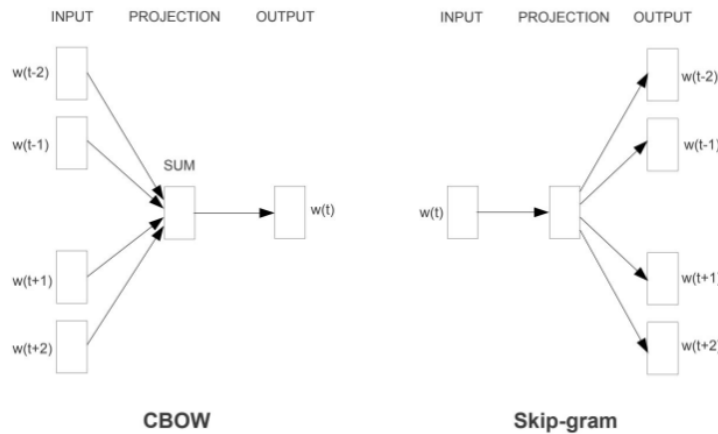 INPUT PROJECTION OUTPUT INPUT PROJECTION OUTPUT
w(t-2) w(t-2)
w(t-1) w(t-1)
SUM
w(t) w(t)
w(t+1) w(t+1)
w(t+2) w(t+2)
CBOW Skip-gram